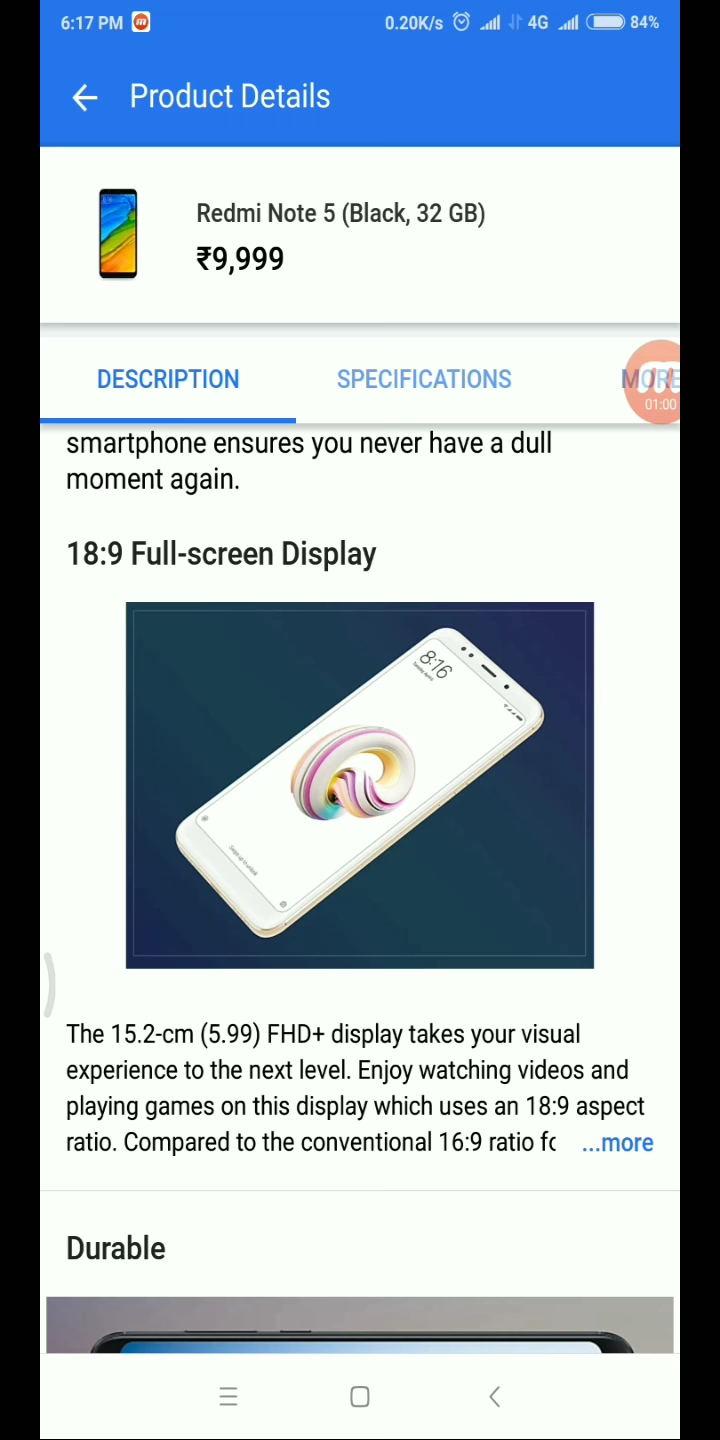 6:17 PM 0.20K/s 4G 84%
Product Details
Redmi Note 5 (Black, 32 GB)
₹9,999
DESCRIPTION SPECIFICATIONS MORE
01:00
smartphone ensures you never have a dull
moment again.
18:9 Full-screen Display
8:16
The 15.2-cm (5.99) FHD+ display takes your visual
experience to the next level. Enjoy watching videos and
playing games on this display which uses an 18:9 aspect
ratio. Compared to the conventional 16:9 ratio fo ...more
Durable